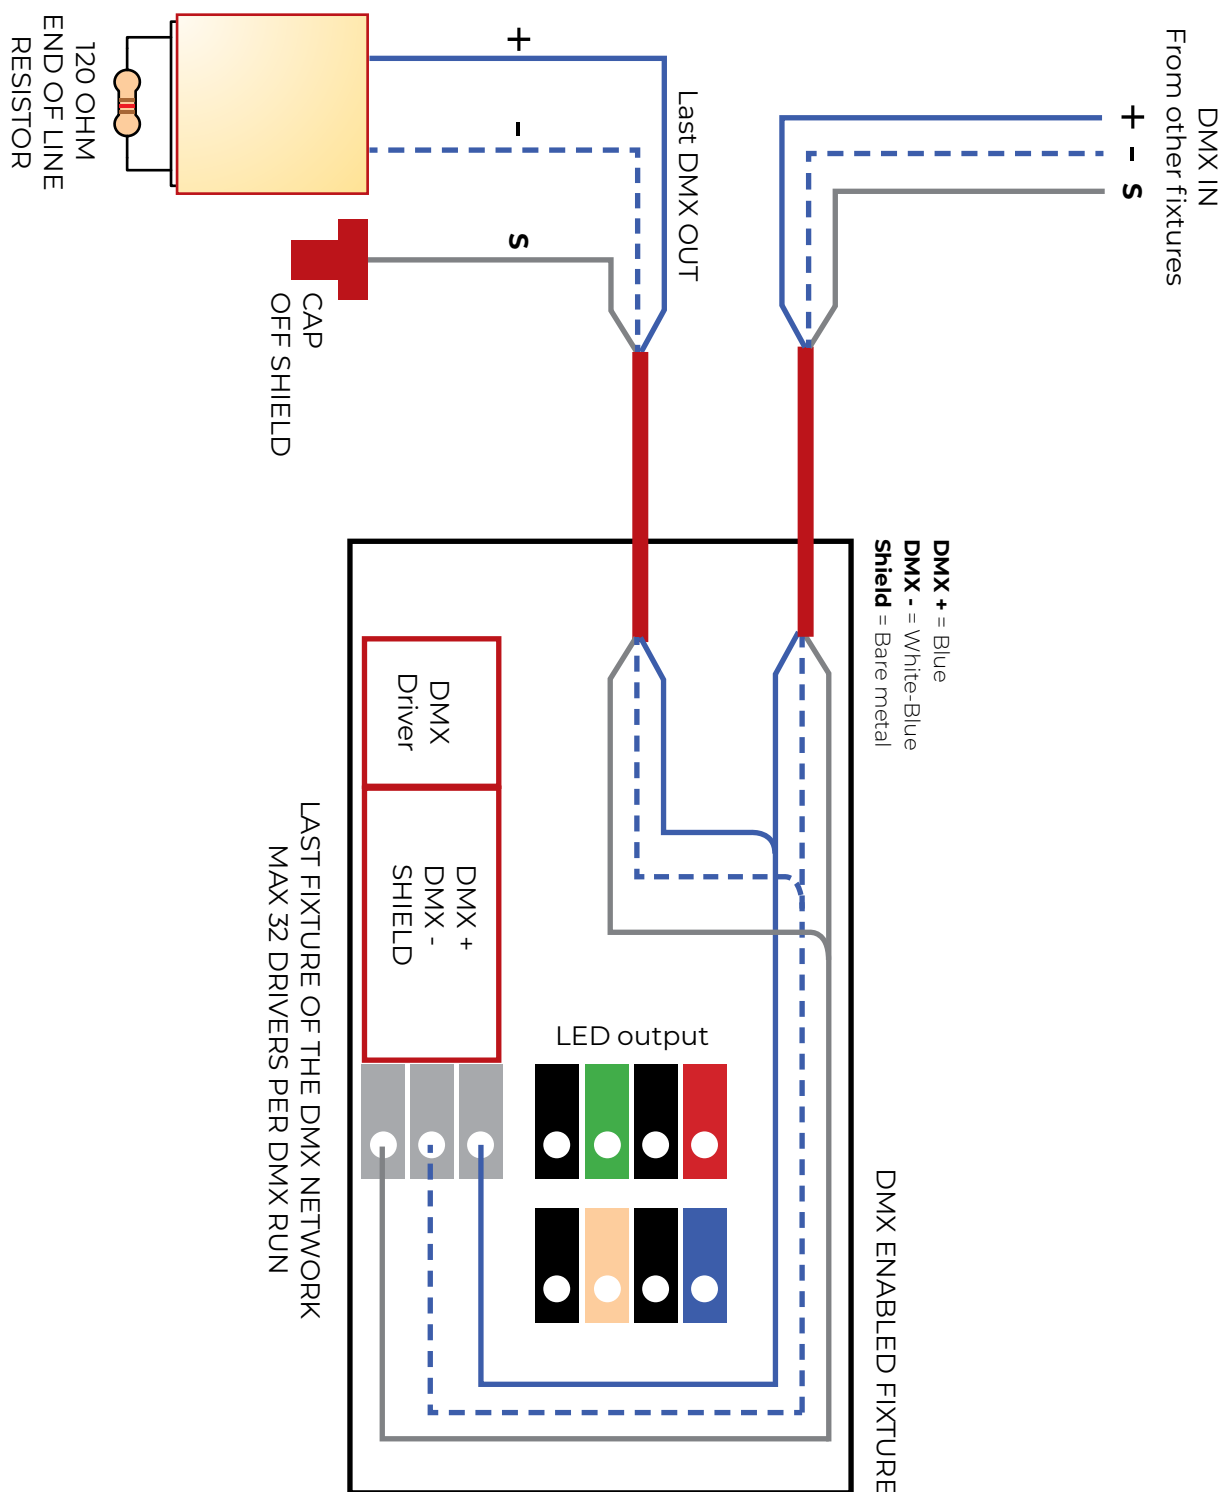 DMX IN
From other fixtures
+
-
s
Last DMX OUT
+
-
s
120 OHM
END OF LINE
RESISTOR
CAP
OFF SHIELD
DMX + = Blue
DMX - = White-Blue
Shield = Bare metal
DMX
Driver
DMX +
DMX -
SHIELD
LED output
DMX ENABLED FIXTURE
LAST FIXTURE OF THE DMX NETWORK
MAX 32 DRIVERS PER DMX RUN